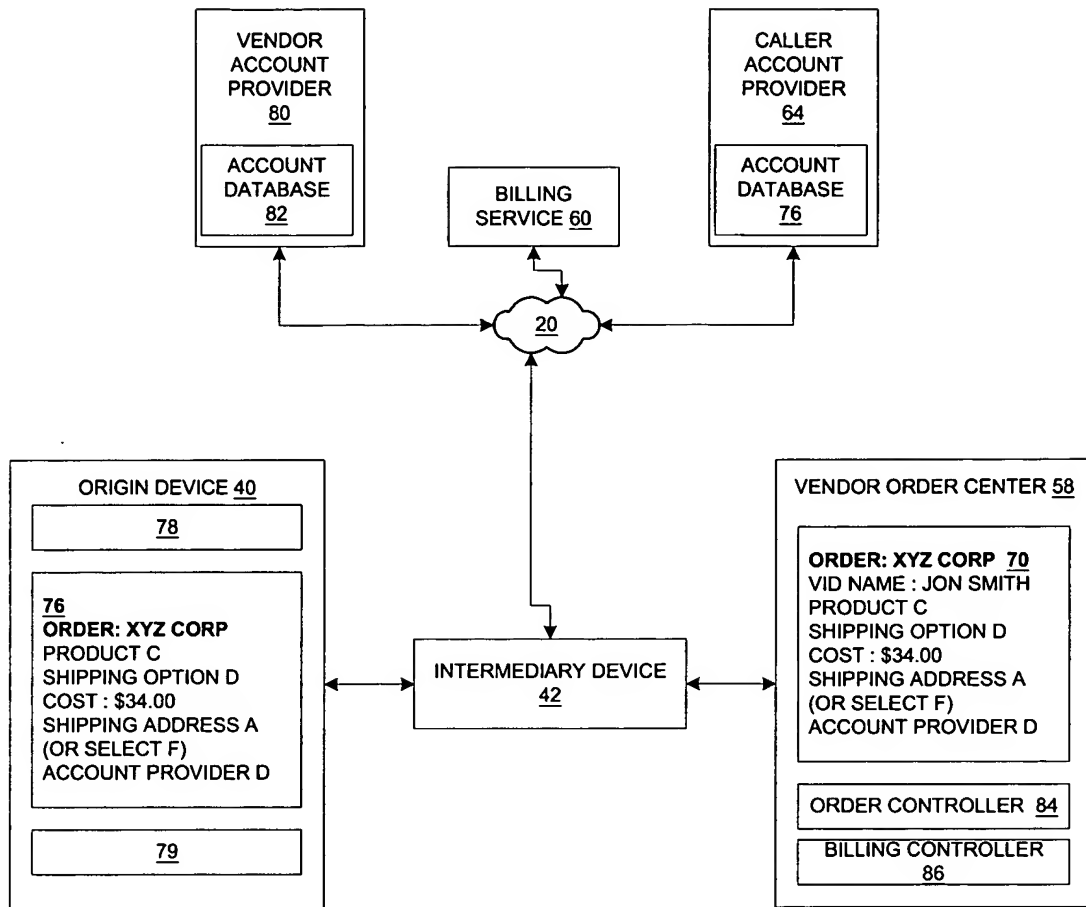 VENDOR
ACCOUNT
PROVIDER
80
ACCOUNT
DATABASE
82
BILLING
SERVICE 60
CALLER
ACCOUNT
PROVIDER
64
ACCOUNT
DATABASE
76
20
ORIGIN DEVICE 40
78
76
ORDER: XYZ CORP
PRODUCT C
SHIPPING OPTION D
COST : $34.00
SHIPPING ADDRESS A
(OR SELECT F)
ACCOUNT PROVIDER D
79
INTERMEDIARY DEVICE
42
VENDOR ORDER CENTER 58
ORDER: XYZ CORP 70
VID NAME : JON SMITH
PRODUCT C
SHIPPING OPTION D
COST : $34.00
SHIPPING ADDRESS A
(OR SELECT F)
ACCOUNT PROVIDER D
ORDER CONTROLLER 84
BILLING CONTROLLER
86